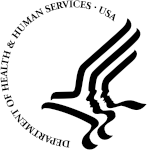 DEPARTMENT OF HEALTH & HUMAN SERVICES · USA